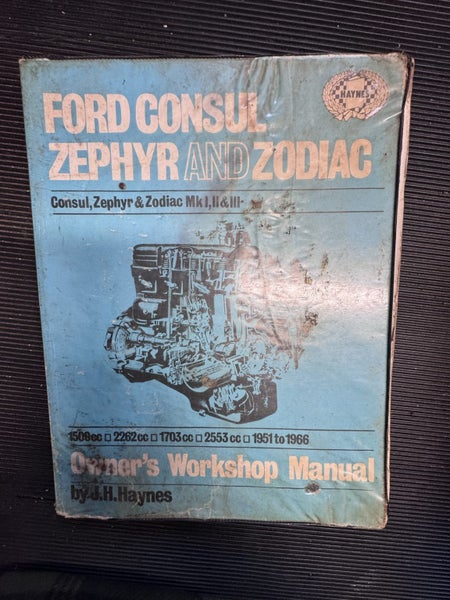 HAYNES
FORD CONSUL
ZEPHYR AND ZODIAC
Consul, Zephyr & Zodiac Mk I, II & III
1508cc □ 2262cc □ 1703cc □ 2553cc □ 1951 to 1966
Owner's Workshop Manual
by J.H. Haynes